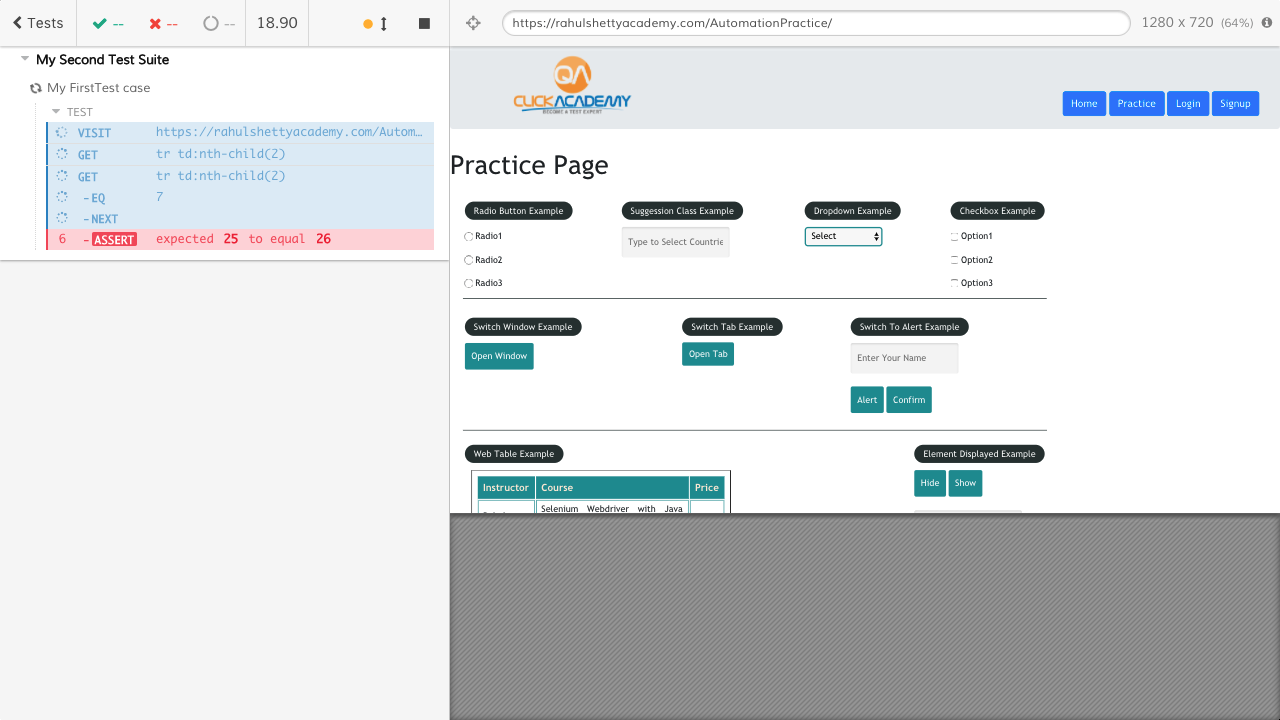 Tests
--
--
--
18.90
https://rahulshettyacademy.com/AutomationPractice/
1280 x 720 (64%)
My Second Test Suite
My FirstTest case
TEST
VISIT https://rahulshettyacademy.com/Autom…
GET tr td:nth-child(2)
GET tr td:nth-child(2)
-EQ 7
-NEXT
6 -ASSERT expected 25 to equal 26
QA
CLICKACADEMY
BECOME A TEST EXPERT
Home Practice Login Signup
Practice Page
Radio Button Example Suggession Class Example Dropdown Example Checkbox Example
Radio1 Type to Select Countrie Select Option1
Radio2 Option2
Radio3 Option3
Switch Window Example Switch Tab Example Switch To Alert Example
Open Window Open Tab Enter Your Name
Alert Confirm
Web Table Example Element Displayed Example
Instructor Course Price Hide Show
Selenium Webdriver with Java